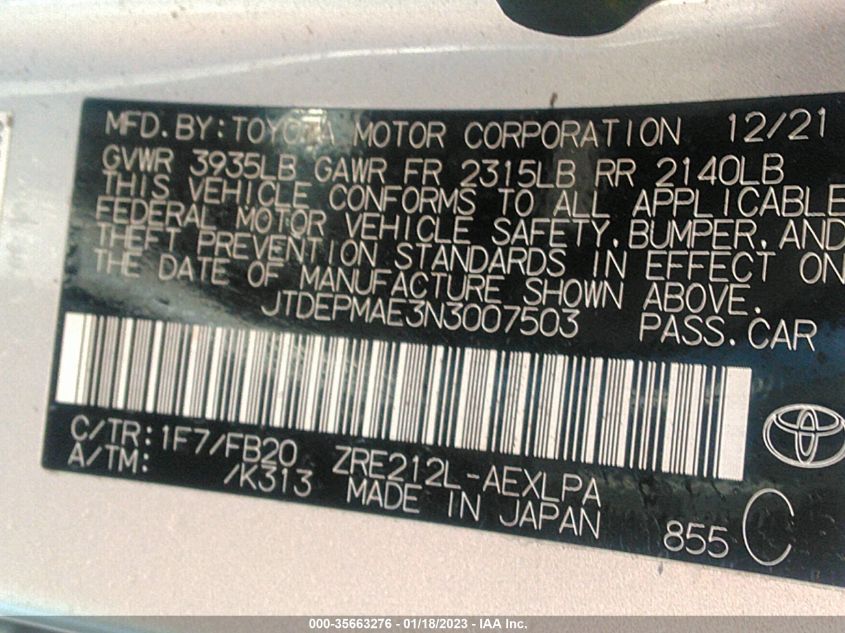 MFD. BY: TOYOTA MOTOR CORPORATION 12/21
GVWR 3935LB GAWR FR 2315LB RR 2140LB
THIS VEHICLE CONFORMS TO ALL APPLICABLE
FEDERAL MOTOR VEHICLE SAFETY, BUMPER, AND
THEFT PREVENTION STANDARDS IN EFFECT ON
THE DATE OF MANUFACTURE SHOWN ABOVE.
JTDEPMAE3N3007503 PASS. CAR
C/TR: 1F7/FB20 ZRE212L-AEXLPA
A/TM: /K313 MADE IN JAPAN 855 C
000-35663276 - 01/18/2023 - IAA Inc.